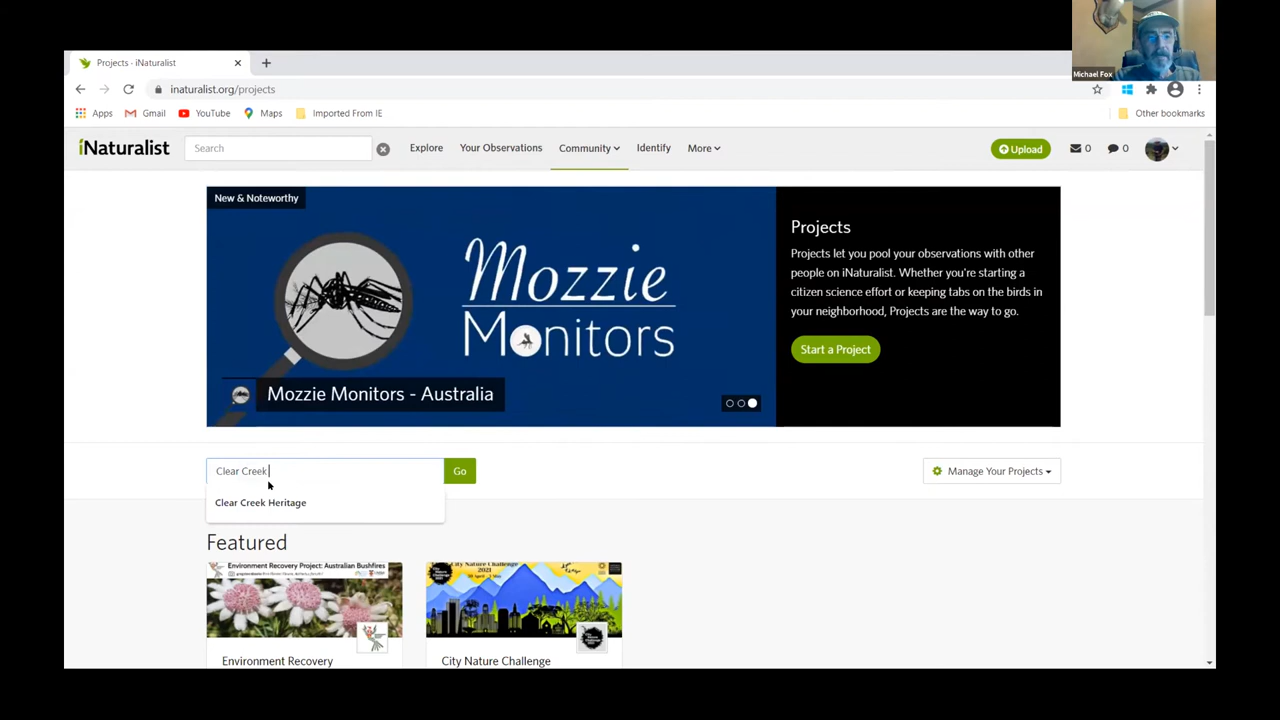 Michael Fox
Projects - iNaturalist
inaturalist.org/projects
Apps Gmail YouTube Maps Imported From IE Other bookmarks
iNaturalist Search Explore Your Observations Community Identify More Upload 0 0
New & Noteworthy
Mozzie
Monitors
Mozzie Monitors - Australia
Projects
Projects let you pool your observations with other
people on iNaturalist. Whether you're starting a
citizen science effort or keeping tabs on the birds in
your neighborhood, Projects are the way to go.
Start a Project
Clear Creek Go Manage Your Projects
Clear Creek Heritage
Featured
Environment Recovery Project: Australian Bushfires
City Nature Challenge
2021
Environment Recovery
City Nature Challenge